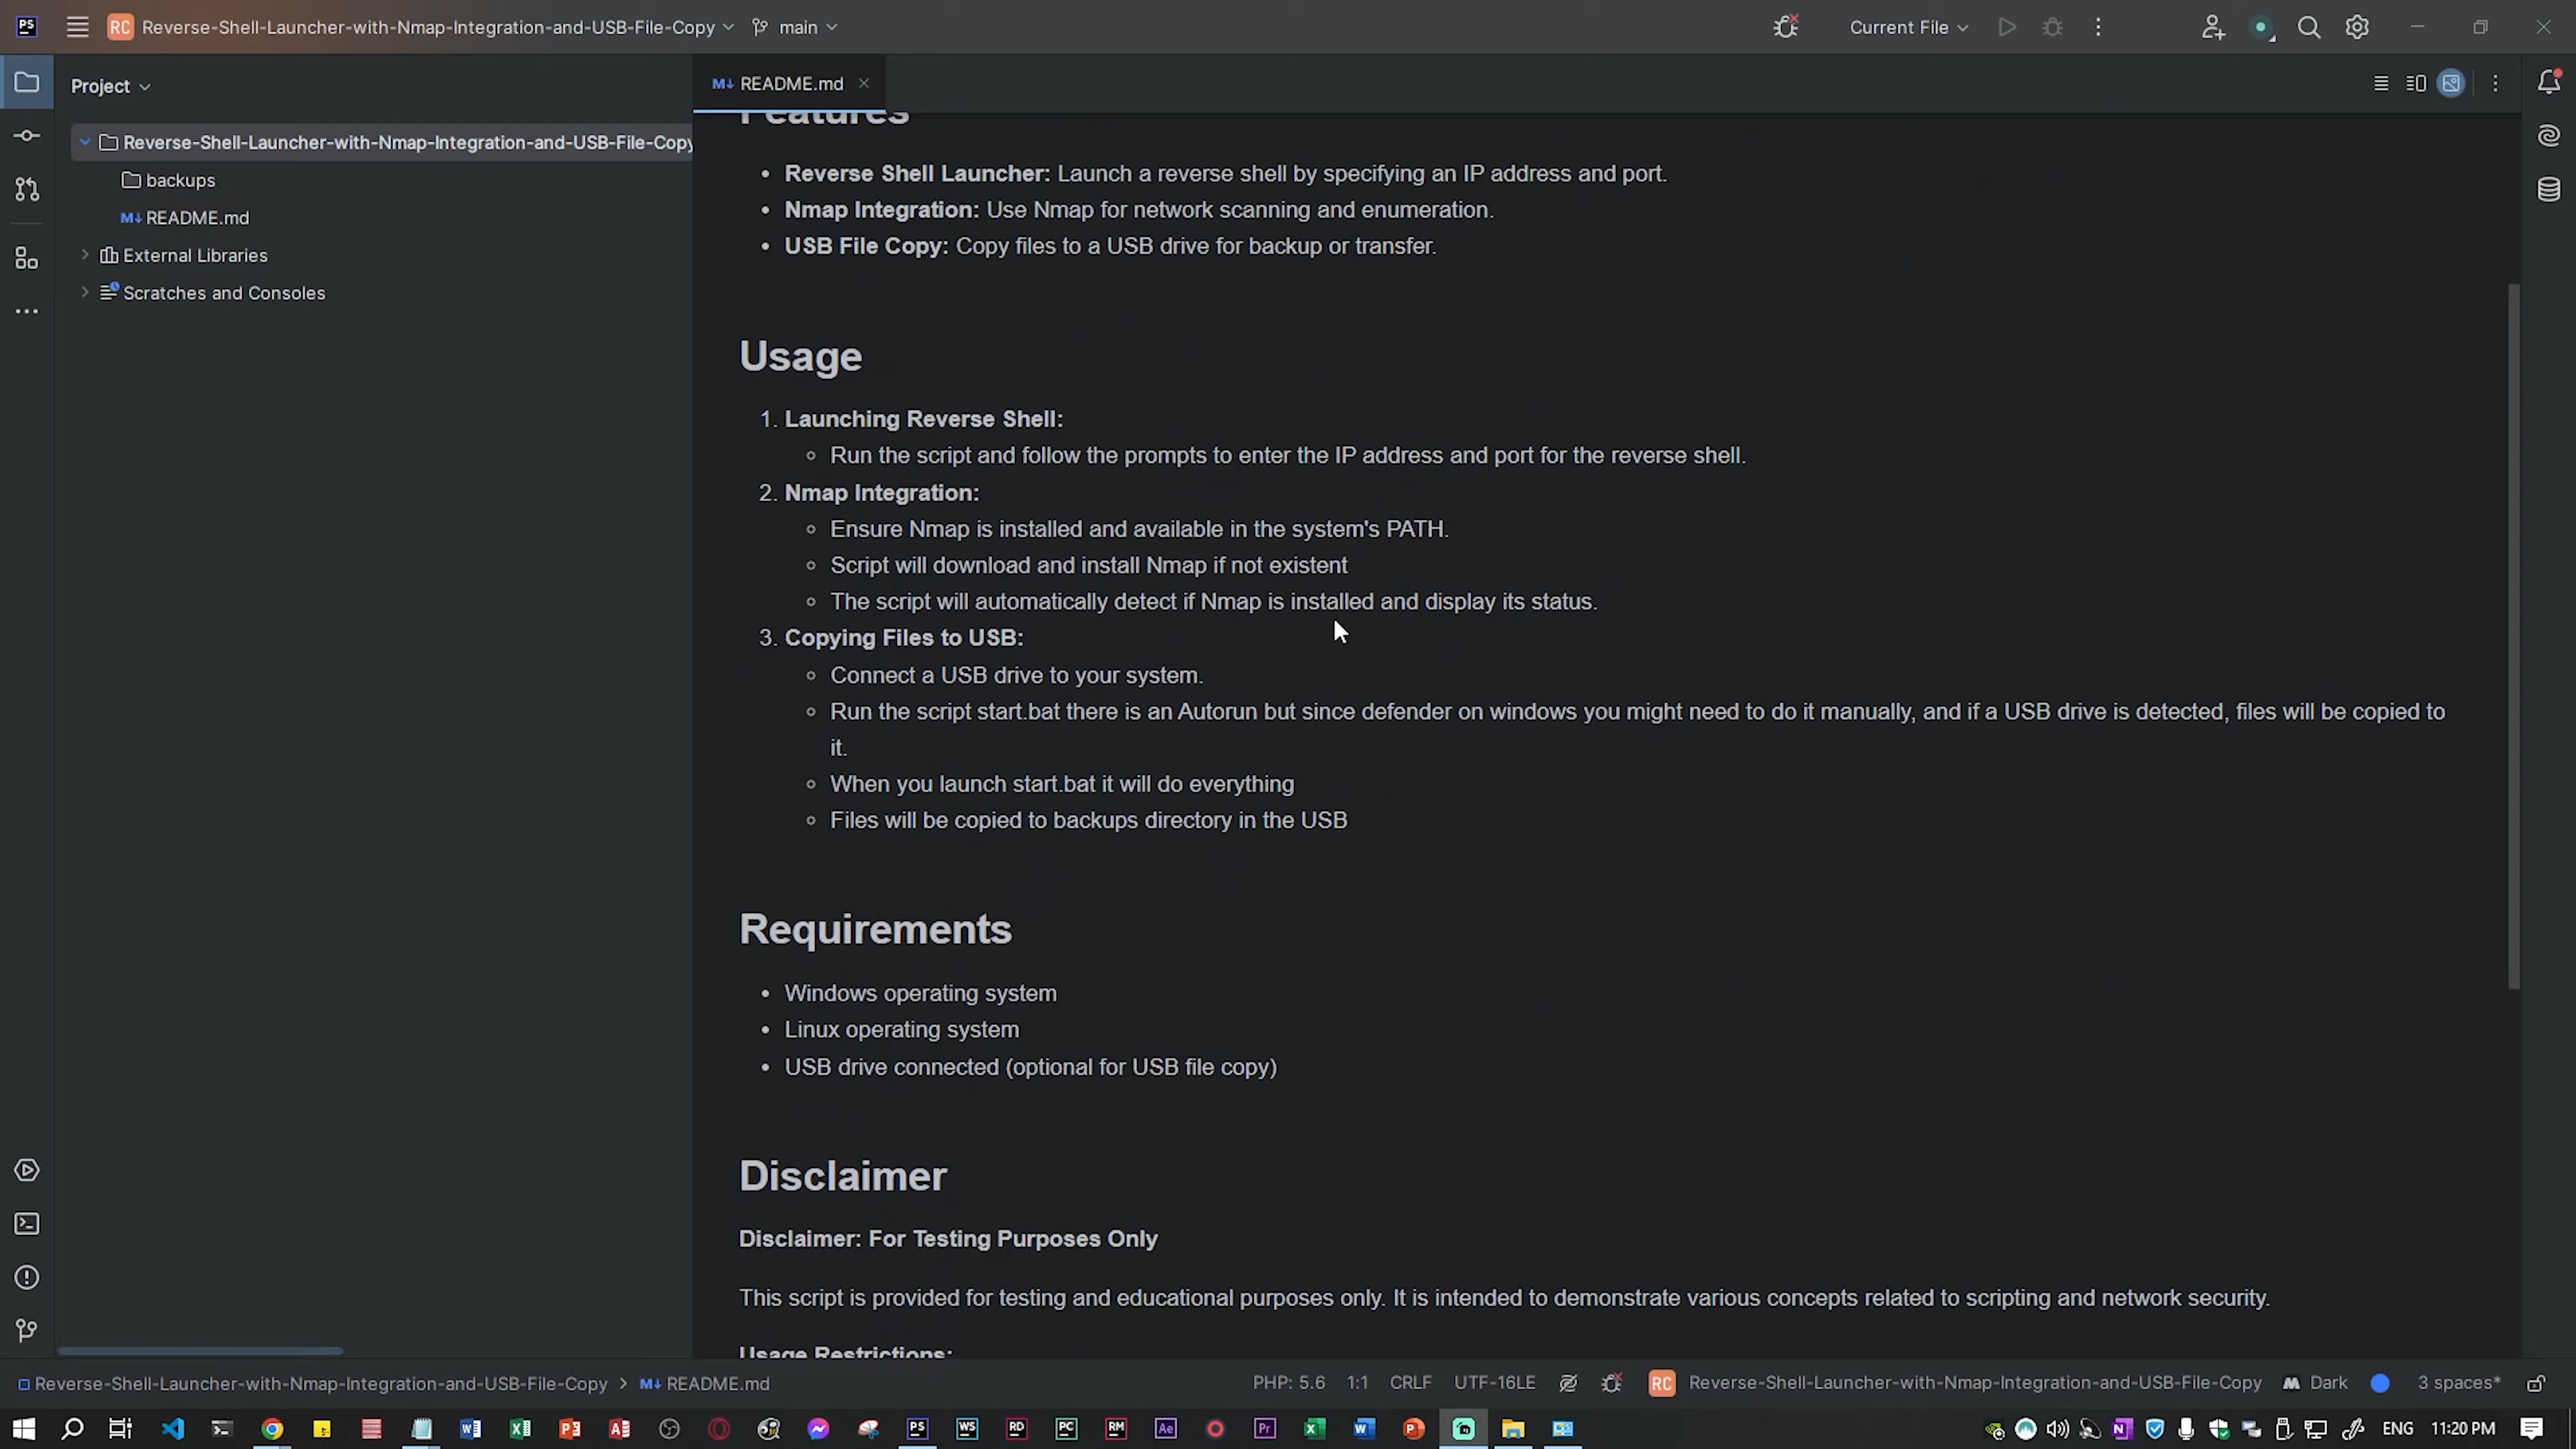 PS
RC Reverse-Shell-Launcher-with-Nmap-Integration-and-USB-File-Copy main Current File
Project
README.md
Reverse-Shell-Launcher-with-Nmap-Integration-and-USB-File-Copy
backups
README.md
External Libraries
Scratches and Consoles
Features
• Reverse Shell Launcher: Launch a reverse shell by specifying an IP address and port.
• Nmap Integration: Use Nmap for network scanning and enumeration.
• USB File Copy: Copy files to a USB drive for backup or transfer.
Usage
1. Launching Reverse Shell:
Run the script and follow the prompts to enter the IP address and port for the reverse shell.
2. Nmap Integration:
Ensure Nmap is installed and available in the system's PATH.
Script will download and install Nmap if not existent
The script will automatically detect if Nmap is installed and display its status.
3. Copying Files to USB:
Connect a USB drive to your system.
Run the script start.bat there is an Autorun but since defender on windows you might need to do it manually, and if a USB drive is detected, files will be copied to
it.
When you launch start.bat it will do everything
Files will be copied to backups directory in the USB
Requirements
• Windows operating system
• Linux operating system
• USB drive connected (optional for USB file copy)
Disclaimer
Disclaimer: For Testing Purposes Only
This script is provided for testing and educational purposes only. It is intended to demonstrate various concepts related to scripting and network security.
Usage Restrictions:
Reverse-Shell-Launcher-with-Nmap-Integration-and-USB-File-Copy > README.md PHP: 5.6 1:1 CRLF UTF-16LE RC Reverse-Shell-Launcher-with-Nmap-Integration-and-USB-File-Copy Dark 3 spaces*
PS WS RD PC RM Ae Pr ENG 11:20 PM